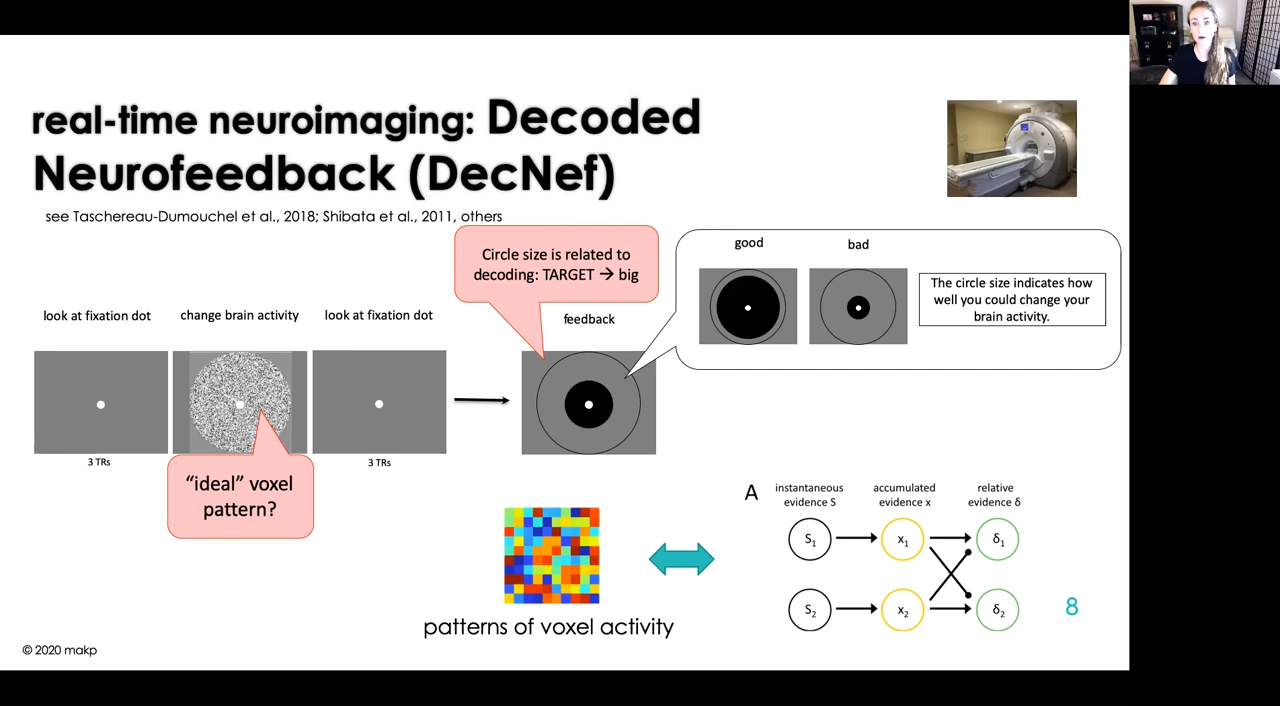 real-time neuroimaging: Decoded
Neurofeedback (DecNef)
see Taschereau-Dumouchel et al., 2018; Shibata et al., 2011, others
Circle size is related to
decoding: TARGET → big
good
bad
The circle size indicates how
well you could change your
brain activity.
look at fixation dot
change brain activity
look at fixation dot
feedback
3 TRs
3 TRs
“ideal” voxel
pattern?
patterns of voxel activity
A
instantaneous
evidence S
accumulated
evidence x
relative
evidence δ
S₁
x₁
δ₁
S₂
x₂
δ₂
8
© 2020 makp